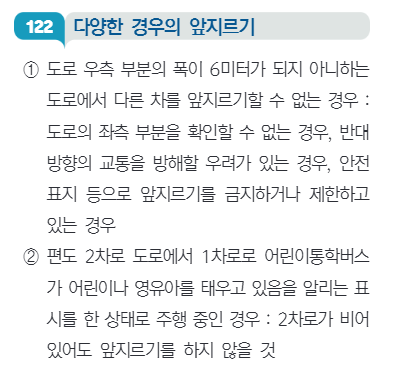 122 다양한 경우의 앞지르기
① 도로 우측 부분의 폭이 6미터가 되지 아니하는
도로에서 다른 차를 앞지르기할 수 없는 경우 :
도로의 좌측 부분을 확인할 수 없는 경우, 반대
방향의 교통을 방해할 우려가 있는 경우, 안전
표지 등으로 앞지르기를 금지하거나 제한하고
있는 경우
② 편도 2차로 도로에서 1차로로 어린이통학버스
가 어린이나 영유아를 태우고 있음을 알리는 표
시를 한 상태로 주행 중인 경우 : 2차로가 비어
있어도 앞지르기를 하지 않을 것